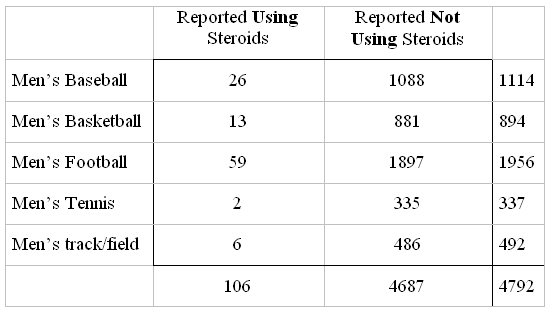 Reported Using Steroids Reported Not Using Steroids
Men's Baseball 26 1088 1114
Men's Basketball 13 881 894
Men's Football 59 1897 1956
Men's Tennis 2 335 337
Men's track/field 6 486 492
106 4687 4792